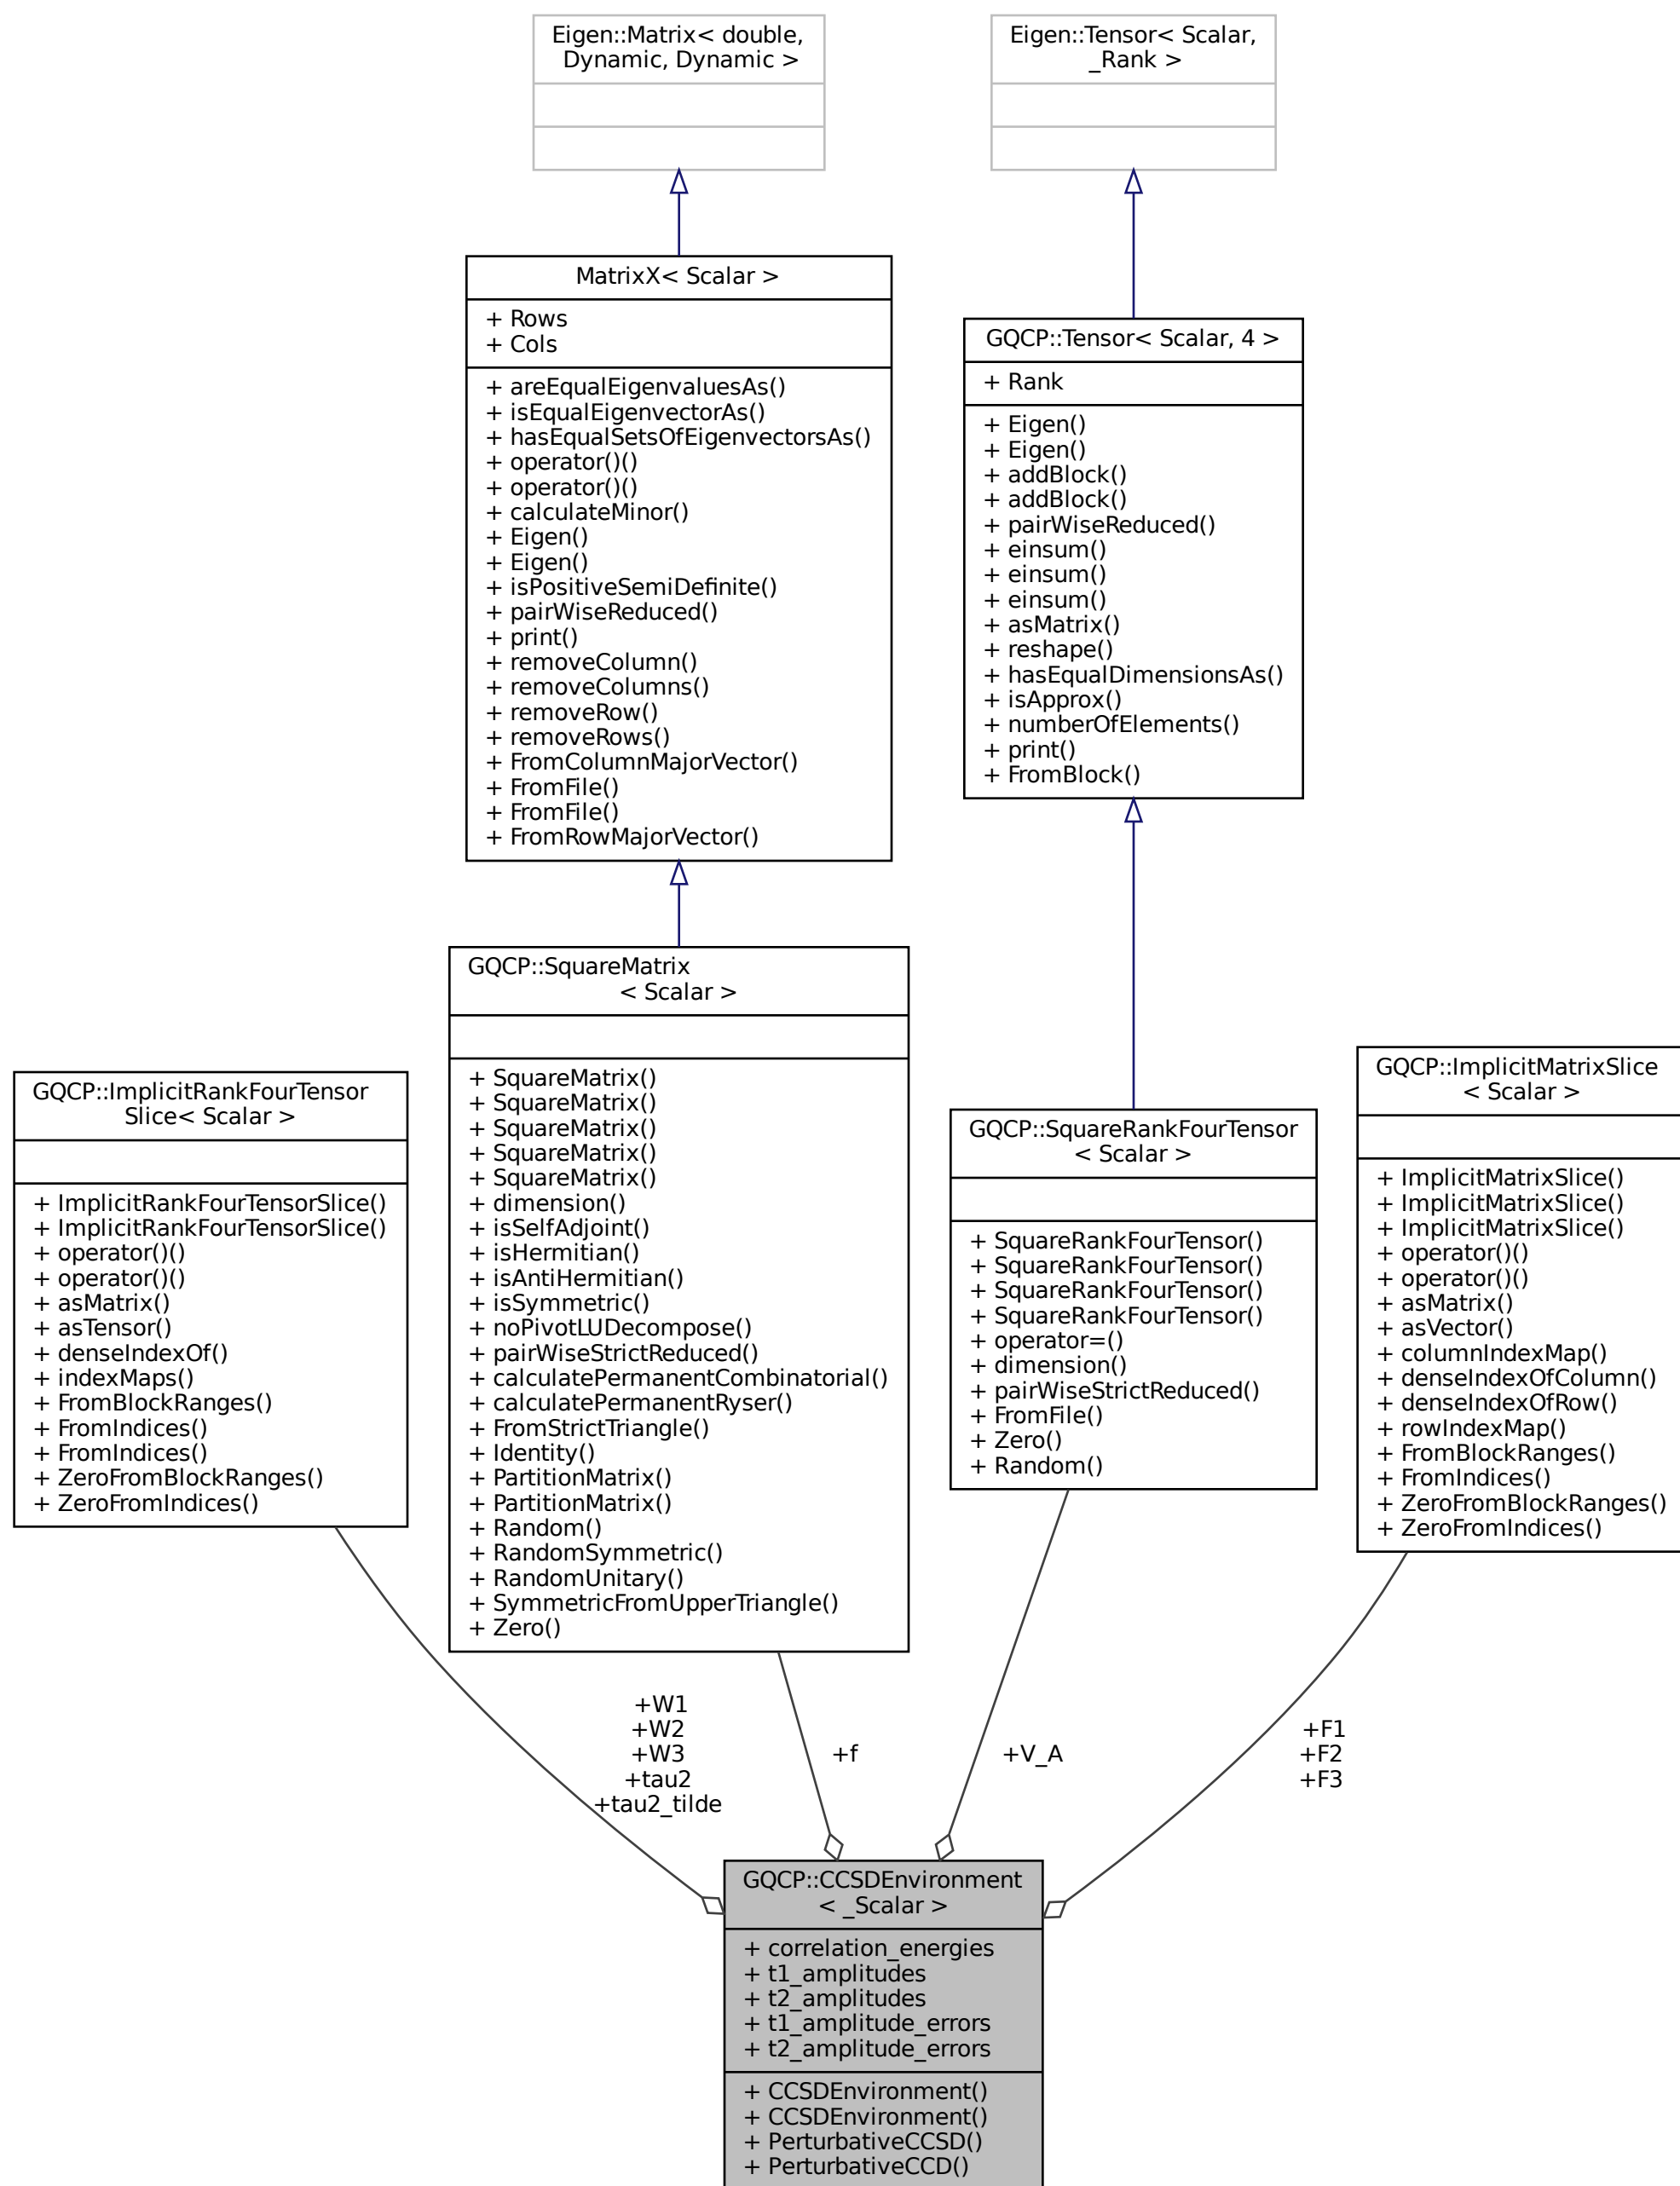 Eigen::Matrix< double,
Dynamic, Dynamic >
Eigen::Tensor< Scalar,
_Rank >
MatrixX< Scalar >
+ Rows
+ Cols
+ areEqualEigenvaluesAs()
+ isEqualEigenvectorAs()
+ hasEqualSetsOfEigenvectorsAs()
+ operator()()
+ operator()()
+ calculateMinor()
+ Eigen()
+ Eigen()
+ isPositiveSemiDefinite()
+ pairWiseReduced()
+ print()
+ removeColumn()
+ removeColumns()
+ removeRow()
+ removeRows()
+ FromColumnMajorVector()
+ FromFile()
+ FromFile()
+ FromRowMajorVector()
GQCP::Tensor< Scalar, 4 >
+ Rank
+ Eigen()
+ Eigen()
+ addBlock()
+ addBlock()
+ pairWiseReduced()
+ einsum()
+ einsum()
+ einsum()
+ asMatrix()
+ reshape()
+ hasEqualDimensionsAs()
+ isApprox()
+ numberOfElements()
+ print()
+ FromBlock()
GQCP::ImplicitRankFourTensor
Slice< Scalar >
+ ImplicitRankFourTensorSlice()
+ ImplicitRankFourTensorSlice()
+ operator()()
+ operator()()
+ asMatrix()
+ asTensor()
+ denseIndexOf()
+ indexMaps()
+ FromBlockRanges()
+ FromIndices()
+ FromIndices()
+ ZeroFromBlockRanges()
+ ZeroFromIndices()
GQCP::SquareMatrix
< Scalar >
+ SquareMatrix()
+ SquareMatrix()
+ SquareMatrix()
+ SquareMatrix()
+ SquareMatrix()
+ dimension()
+ isSelfAdjoint()
+ isHermitian()
+ isAntiHermitian()
+ isSymmetric()
+ noPivotLUDecompose()
+ pairWiseStrictReduced()
+ calculatePermanentCombinatorial()
+ calculatePermanentRyser()
+ FromStrictTriangle()
+ Identity()
+ PartitionMatrix()
+ PartitionMatrix()
+ Random()
+ RandomSymmetric()
+ RandomUnitary()
+ SymmetricFromUpperTriangle()
+ Zero()
GQCP::SquareRankFourTensor
< Scalar >
+ SquareRankFourTensor()
+ SquareRankFourTensor()
+ SquareRankFourTensor()
+ SquareRankFourTensor()
+ operator=()
+ dimension()
+ pairWiseStrictReduced()
+ FromFile()
+ Zero()
+ Random()
GQCP::ImplicitMatrixSlice
< Scalar >
+ ImplicitMatrixSlice()
+ ImplicitMatrixSlice()
+ ImplicitMatrixSlice()
+ operator()()
+ operator()()
+ asMatrix()
+ asVector()
+ columnIndexMap()
+ denseIndexOfColumn()
+ denseIndexOfRow()
+ rowIndexMap()
+ FromBlockRanges()
+ FromIndices()
+ ZeroFromBlockRanges()
+ ZeroFromIndices()
+W1
+W2
+W3
+tau2
+tau2_tilde
+f
+V_A
+F1
+F2
+F3
GQCP::CCSDEnvironment
< _Scalar >
+ correlation_energies
+ t1_amplitudes
+ t2_amplitudes
+ t1_amplitude_errors
+ t2_amplitude_errors
+ CCSDEnvironment()
+ CCSDEnvironment()
+ PerturbativeCCSD()
+ PerturbativeCCD()